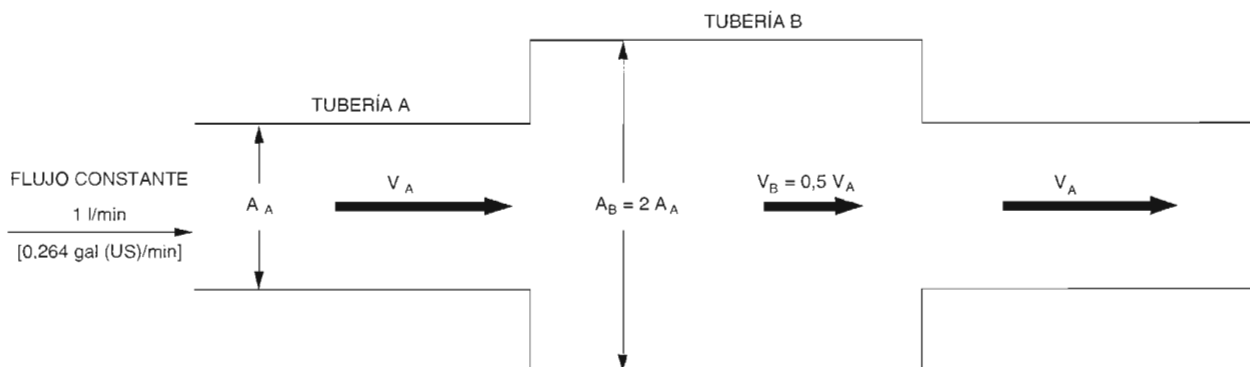 TUBERÍA B
TUBERÍA A
FLUJO CONSTANTE
1 l/min
[0,264 gal (US)/min]
A A
V A
A B = 2 A A
V B = 0,5 V A
V A